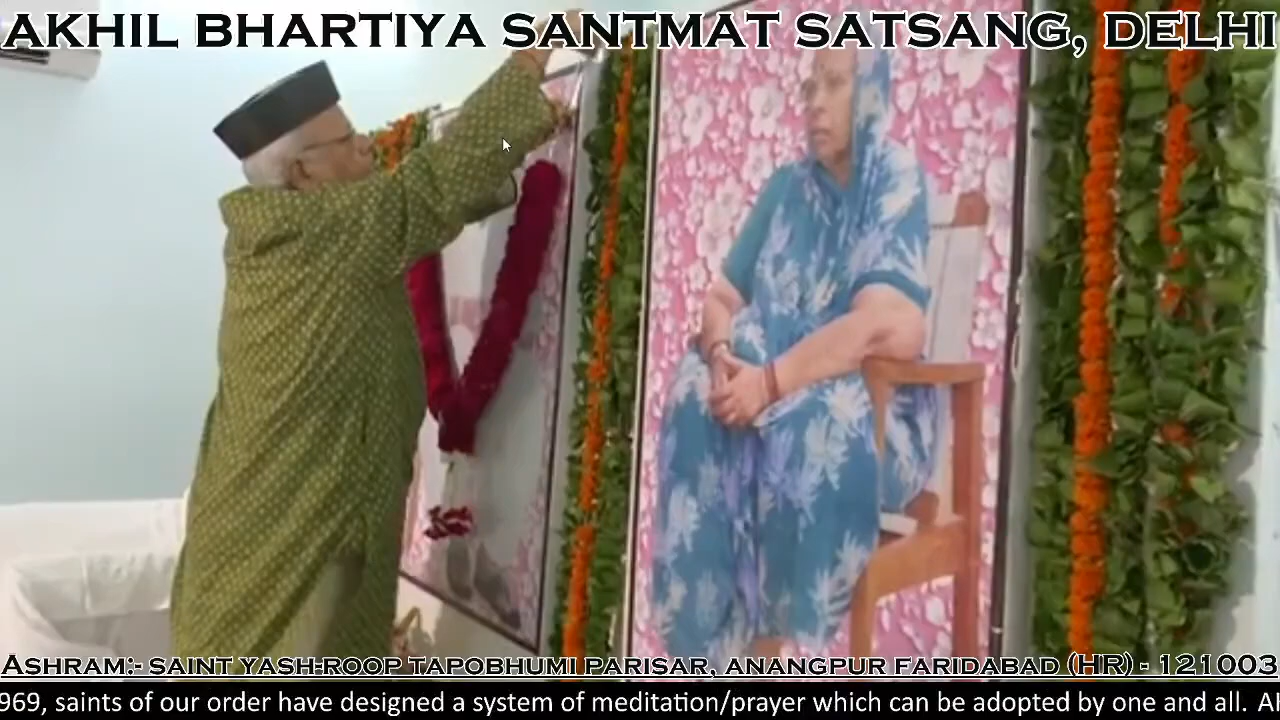 AKHIL BHARTIYA SANTMAT SATSANG, DELHI
ASHRAM:- SAINT YASH-ROOP TAPOBHUMI PARISAR, ANANGPUR FARIDABAD (HR) - 121003
969, saints of our order have designed a system of meditation/prayer which can be adopted by one and all.